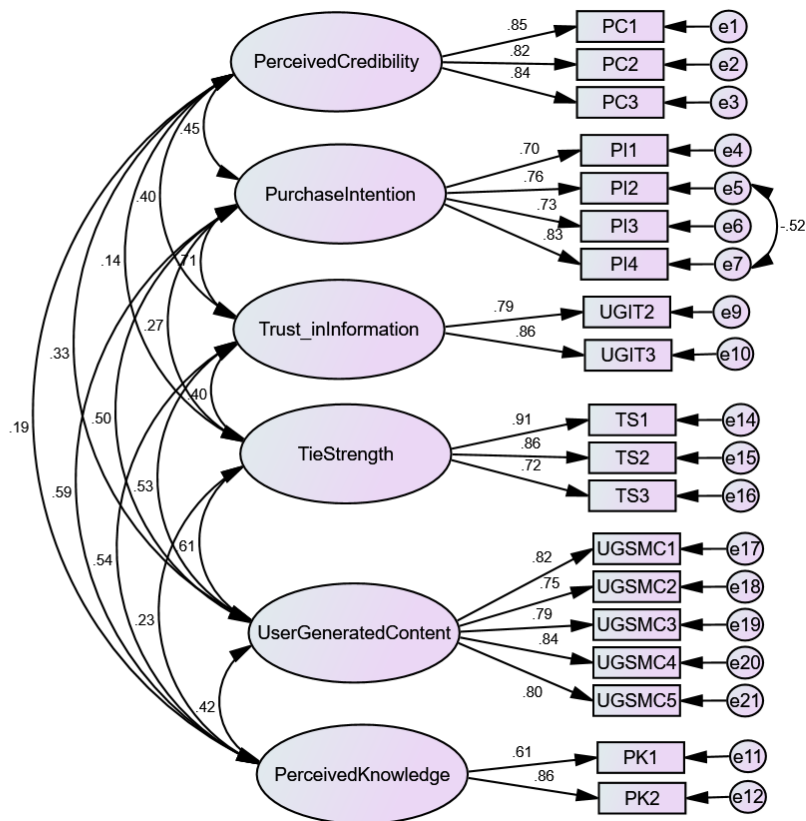 .85
PC1
e1
PerceivedCredibility
.82
PC2
e2
.84
PC3
e3
.45
.70
PI1
e4
.76
PI2
e5
PurchaseIntention
.40
.73
PI3
e6
-.52
.83
PI4
e7
.14
.71
.27
.79
UGIT2
e9
Trust_inInformation
.86
UGIT3
e10
.33
.40
.19
.50
.91
TS1
e14
TieStrength
.86
TS2
e15
.72
TS3
e16
.59
.53
.54
.61
.82
UGSMC1
e17
.75
UGSMC2
e18
.23
UserGeneratedContent
.79
UGSMC3
e19
.84
UGSMC4
e20
.80
UGSMC5
e21
.42
.61
PK1
e11
PerceivedKnowledge
.86
PK2
e12